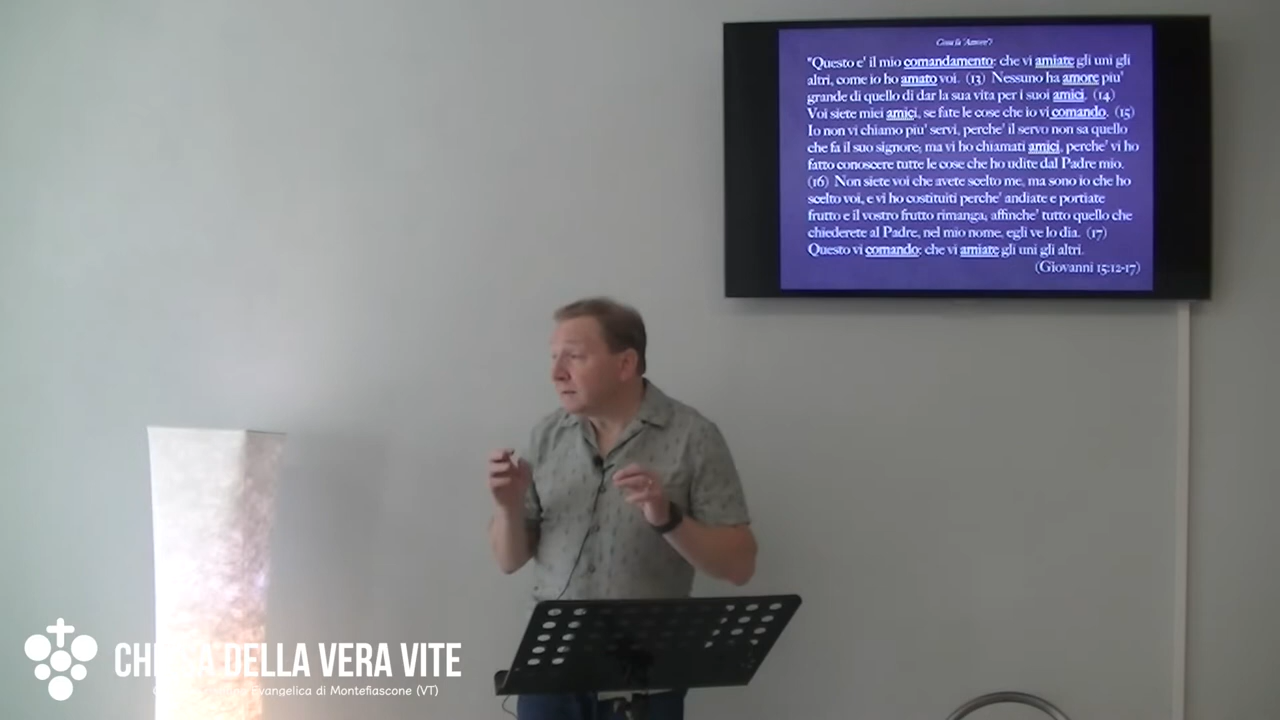 Cosa fa 'Amore'?
"Questo e' il mio comandamento: che vi amiate gli uni gli
altri, come io ho amato voi. (13) Nessuno ha amore piu'
grande di quello di dar la sua vita per i suoi amici. (14)
Voi siete miei amici, se fate le cose che io vi comando. (15)
Io non vi chiamo piu' servi, perche' il servo non sa quello
che fa il suo signore; ma vi ho chiamati amici, perche' vi ho
fatto conoscere tutte le cose che ho udite dal Padre mio.
(16) Non siete voi che avete scelto me, ma sono io che ho
scelto voi, e vi ho costituiti perche' andiate e portiate
frutto e il vostro frutto rimanga; affinche' tutto quello che
chiederete al Padre, nel mio nome, egli ve lo dia. (17)
Questo vi comando: che vi amiate gli uni gli altri.
(Giovanni 15:12-17)
CHIESA DELLA VERA VITE
Evangelica di Montefiascone (VT)